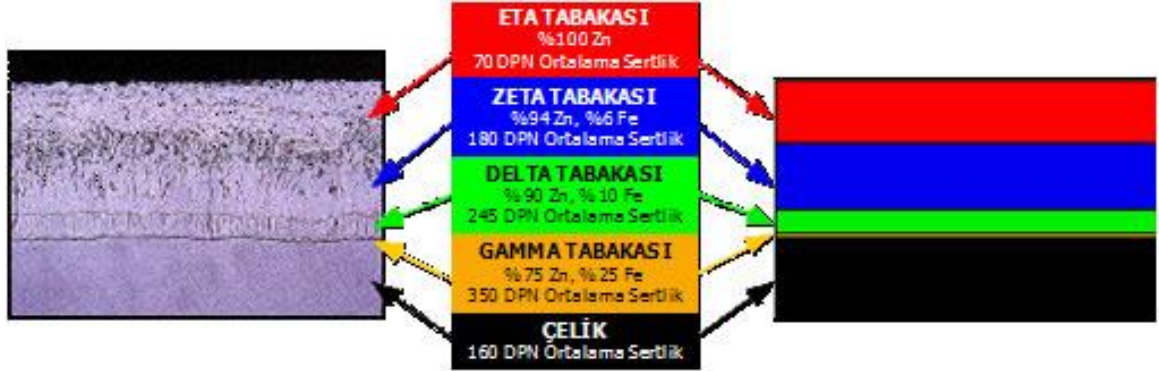 ETA TABAKASI
%100 Zn
70 DPN Ortalama Sertlik
ZETA TABAKASI
%94 Zn, %6 Fe
180 DPN Ortalama Sertlik
DELTA TABAKASI
%90 Zn, %10 Fe
245 DPN Ortalama Sertlik
GAMMA TABAKASI
%75 Zn, %25 Fe
350 DPN Ortalama Sertlik
ÇELİK
160 DPN Ortalama Sertlik